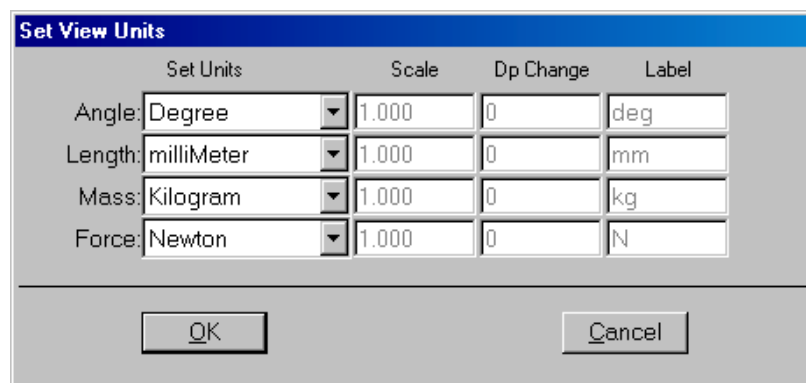 Set View Units
Set Units Scale Dp Change Label
Angle: Degree 1.000 0 deg
Length: milliMeter 1.000 0 mm
Mass: Kilogram 1.000 0 kg
Force: Newton 1.000 0 N
OK Cancel